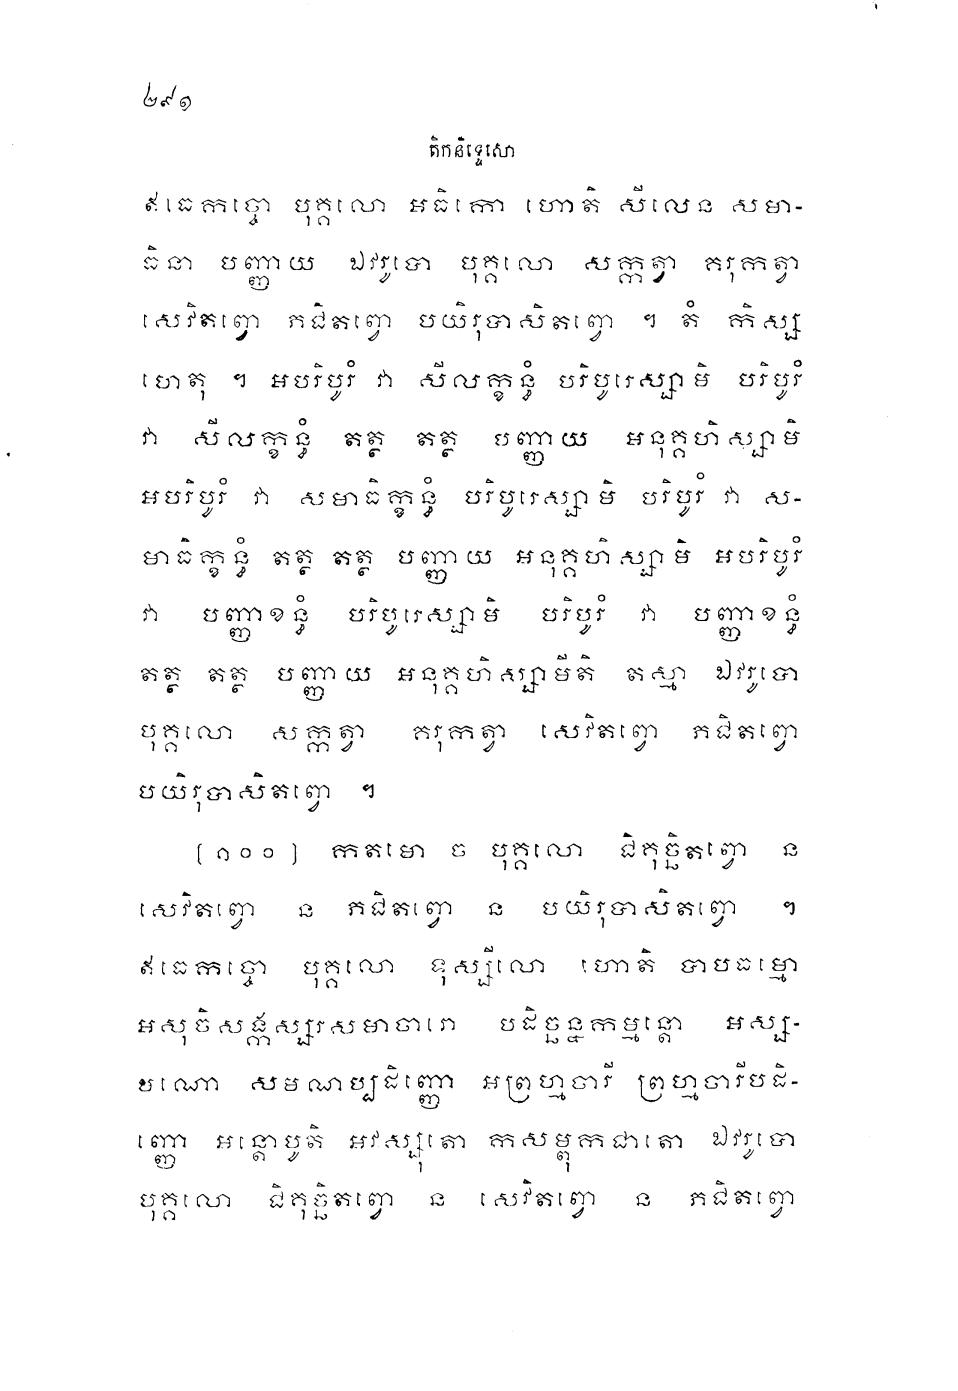 ២៩១
តិកនិទ្ទេសោ
ឥធេកច្ចោ បុគ្គលោ អធិកោ ហោតិ សីលេន សមា-
ធិនា បញ្ញាយ ឯវរូបោ បុគ្គលោ សក្កត្វា គរុកត្វា
សេវិតព្វោ ភជិតព្វោ បយិរុបាសិតព្វោ ។ តំ កិស្ស
ហេតុ ។ អបរិបូរំ វា សីលក្ខន្ធំ បរិបូរេស្សាមិ បរិបូរំ
វា សីលក្ខន្ធំ តត្ថ តត្ថ បញ្ញាយ អនុគ្គហិស្សាមិ
អបរិបូរំ វា សមាធិក្ខន្ធំ បរិបូរេស្សាមិ បរិបូរំ វា ស-
មាធិក្ខន្ធំ តត្ថ តត្ថ បញ្ញាយ អនុគ្គហិស្សាមិ អបរិបូរំ
វា បញ្ញាខន្ធំ បរិបូរេស្សាមិ បរិបូរំ វា បញ្ញាខន្ធំ
តត្ថ តត្ថ បញ្ញាយ អនុគ្គហិស្សាមីតិ តស្មា ឯវរូបោ
បុគ្គលោ សក្កត្វា គរុកត្វា សេវិតព្វោ ភជិតព្វោ
បយិរុបាសិតព្វោ ។
[១០០] កតមោ ច បុគ្គលោ ជិគុច្ឆិតព្វោ ន
សេវិតព្វោ ន ភជិតព្វោ ន បយិរុបាសិតព្វោ ។
ឥធេកច្ចោ បុគ្គលោ ទុស្សីលោ ហោតិ បាបធម្មោ
អសុចិសង្កស្សរសមាចារោ បដិច្ឆន្នកម្មន្តោ អស្ស-
មណោ សមណប្បដិញ្ញោ អព្រហ្មចារី ព្រហ្មចារីបដិ-
ញ្ញោ អន្តោបូតិ អវស្សុតោ កសម្ពុកជាតោ ឯវរូបោ
បុគ្គលោ ជិគុច្ឆិតព្វោ ន សេវិតព្វោ ន ភជិតព្វោ